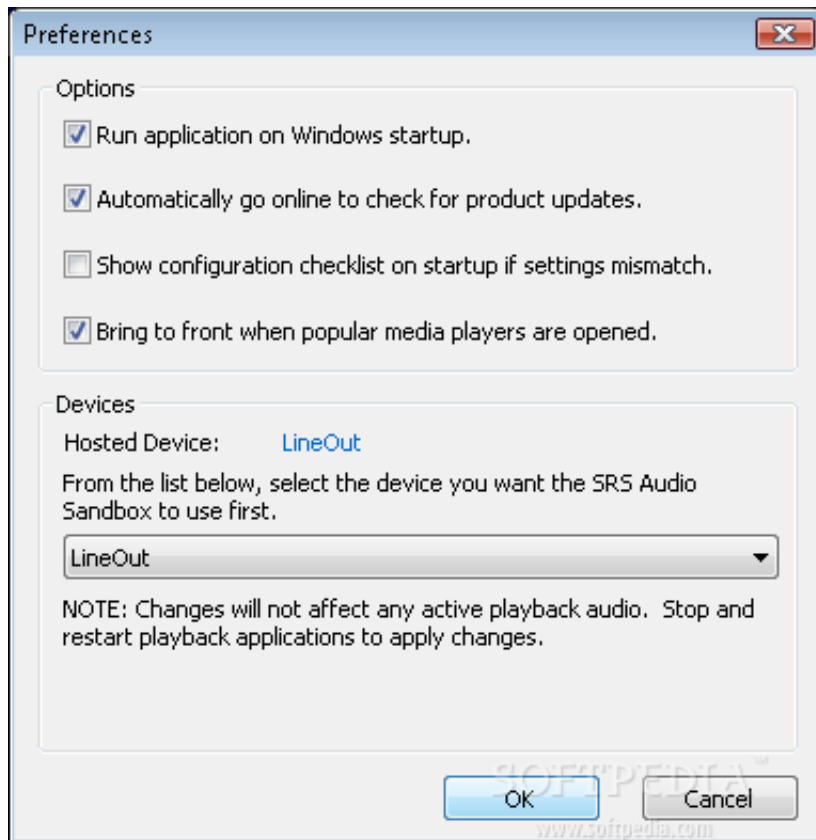 Preferences
Options
Run application on Windows startup.
Automatically go online to check for product updates.
Show configuration checklist on startup if settings mismatch.
Bring to front when popular media players are opened.
Devices
Hosted Device: LineOut
From the list below, select the device you want the SRS Audio
Sandbox to use first.
LineOut
NOTE: Changes will not affect any active playback audio.  Stop and
restart playback applications to apply changes.
SOFTPEDIA™
OK Cancel
www.softpedia.com